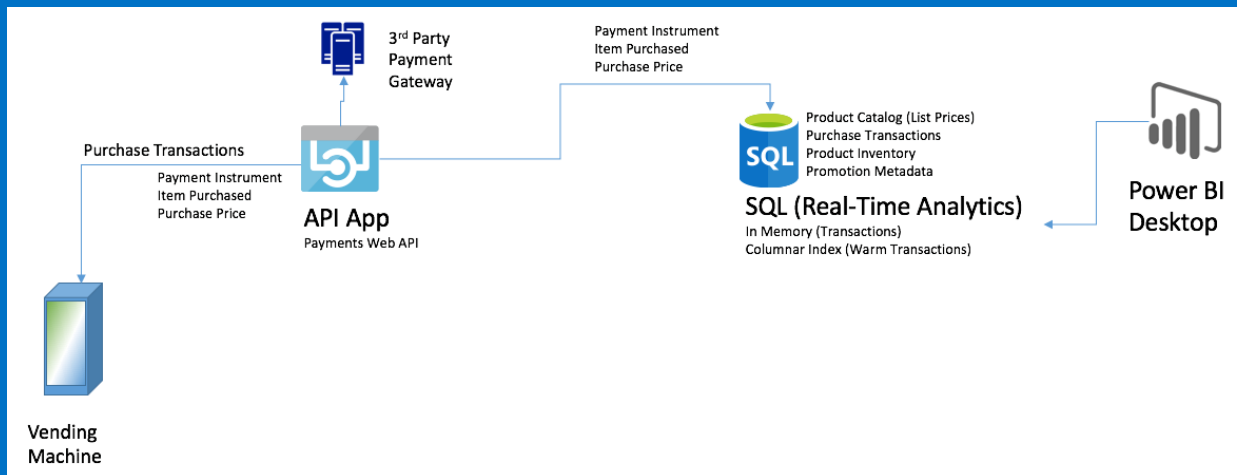 3rd Party
Payment
Gateway
Payment Instrument
Item Purchased
Purchase Price
Purchase Transactions
Payment Instrument
Item Purchased
Purchase Price
API App
Payments Web API
SQL
Product Catalog (List Prices)
Purchase Transactions
Product Inventory
Promotion Metadata
SQL (Real-Time Analytics)
In Memory (Transactions)
Columnar Index (Warm Transactions)
Power BI
Desktop
Vending
Machine